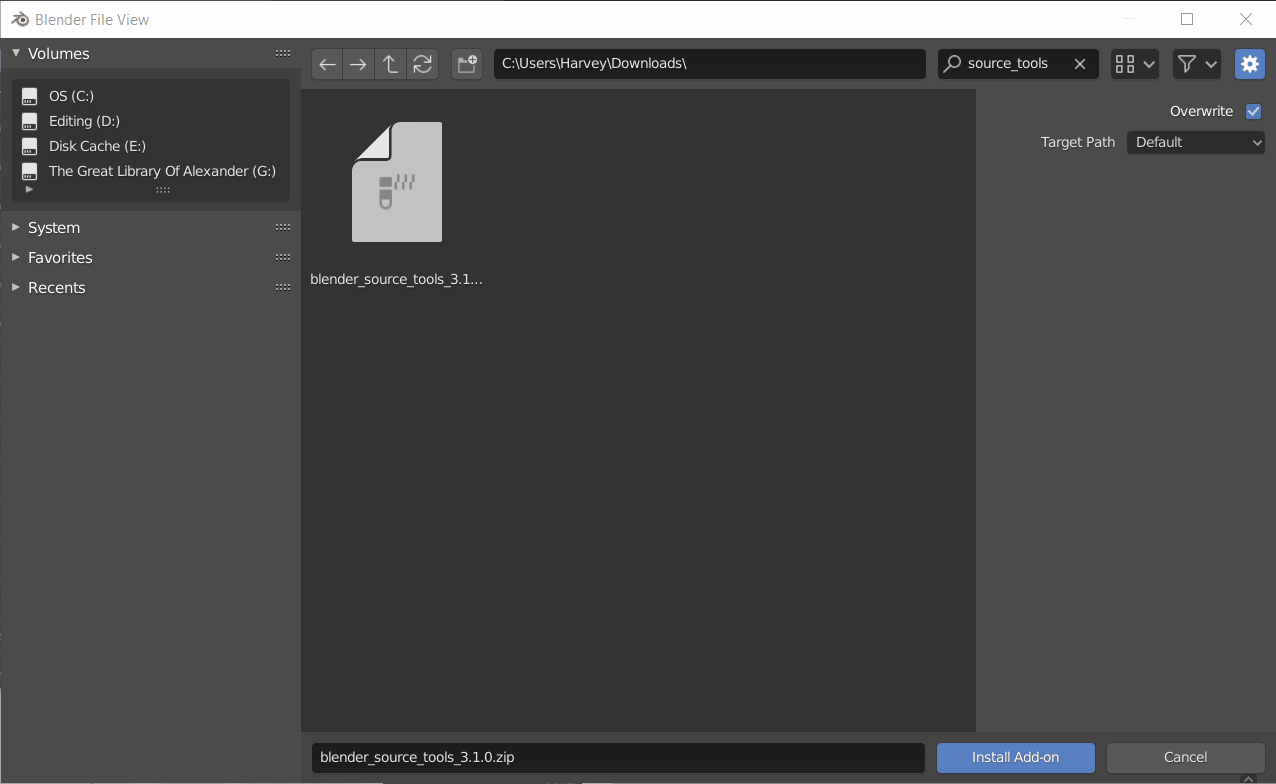 Blender File View
Volumes
OS (C:)
Editing (D:)
Disk Cache (E:)
The Great Library Of Alexander (G:)
System
Favorites
Recents
C:\Users\Harvey\Downloads\
source_tools
Overwrite
Target Path
Default
blender_source_tools_3.1...
blender_source_tools_3.1.0.zip
Install Add-on
Cancel